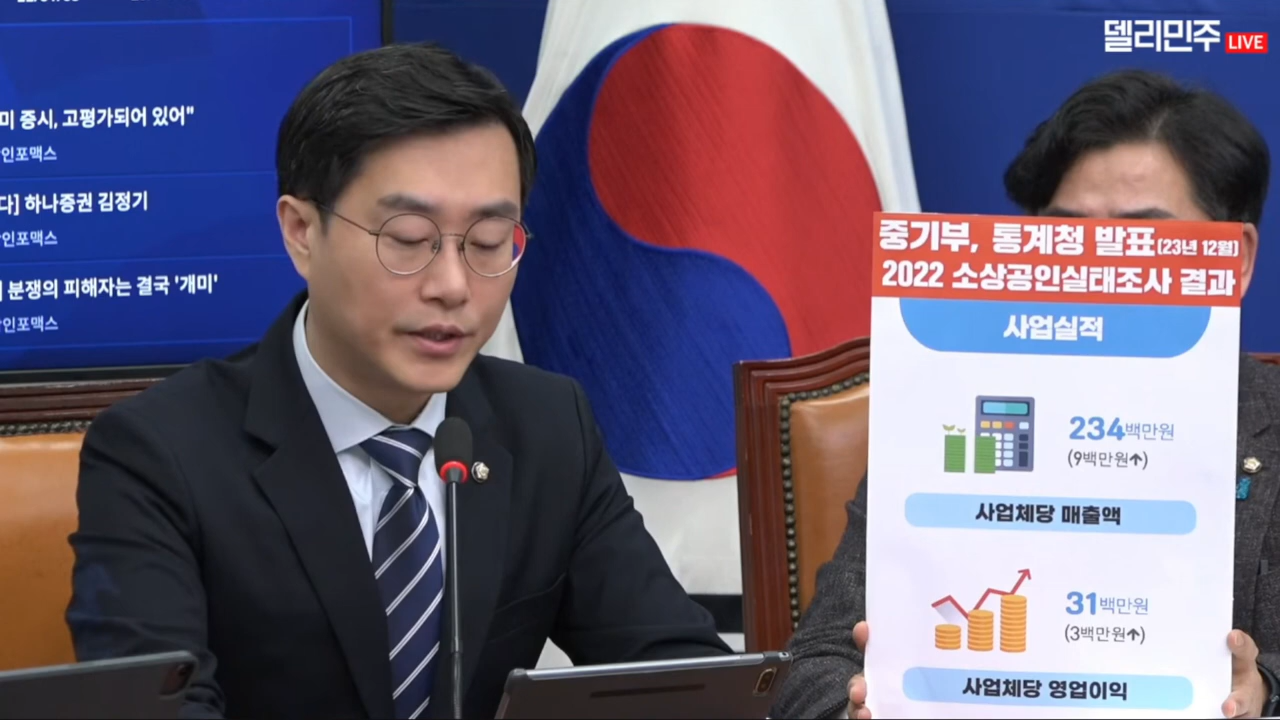 델리민주 LIVE
미 증시, 고평가되어 있어"
인포맥스
다] 하나증권 김정기
인포맥스
분쟁의 피해자는 결국 '개미'
인포맥스
중기부, 통계청 발표(23년 12월)
2022 소상공인실태조사 결과
사업실적
234백만원
(9백만원↑)
사업체당 매출액
31백만원
(3백만원↑)
사업체당 영업이익